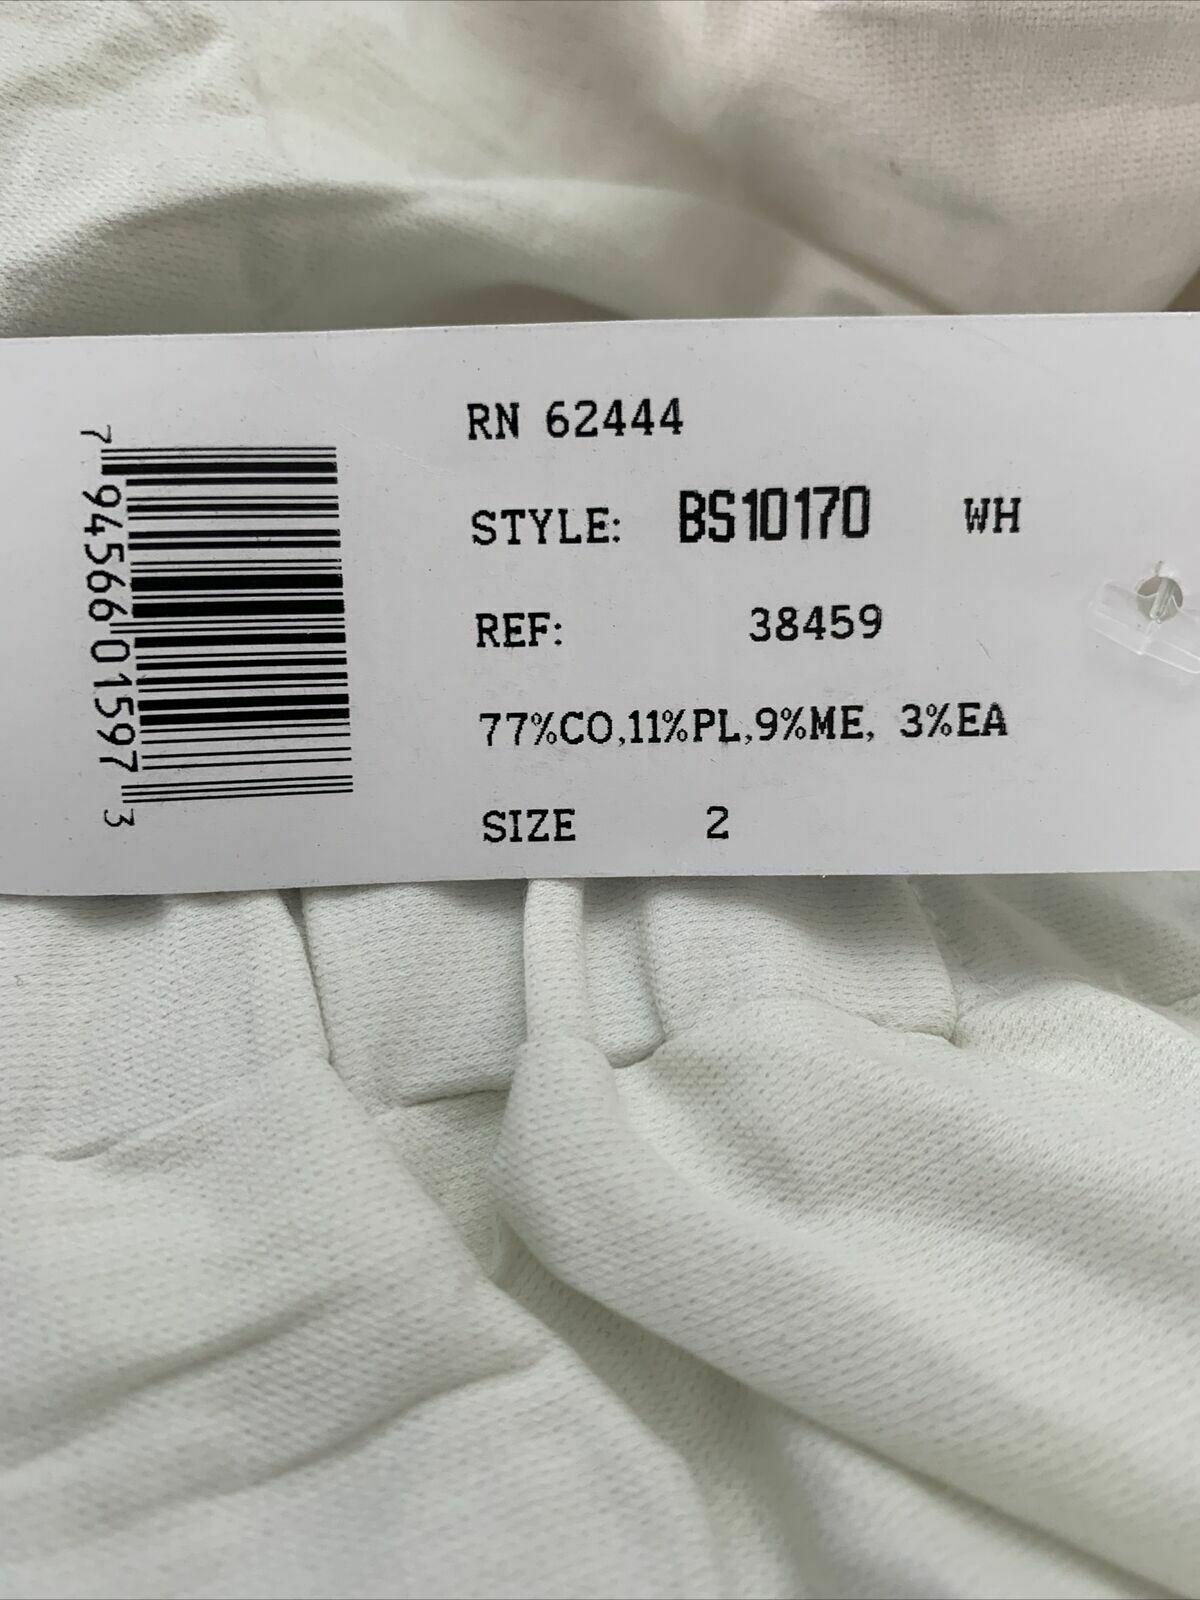 RN 62444
STYLE: BS10170 WH
REF: 38459
77%CO,11%PL,9%ME, 3%EA
SIZE 2
7 94566 01597 3